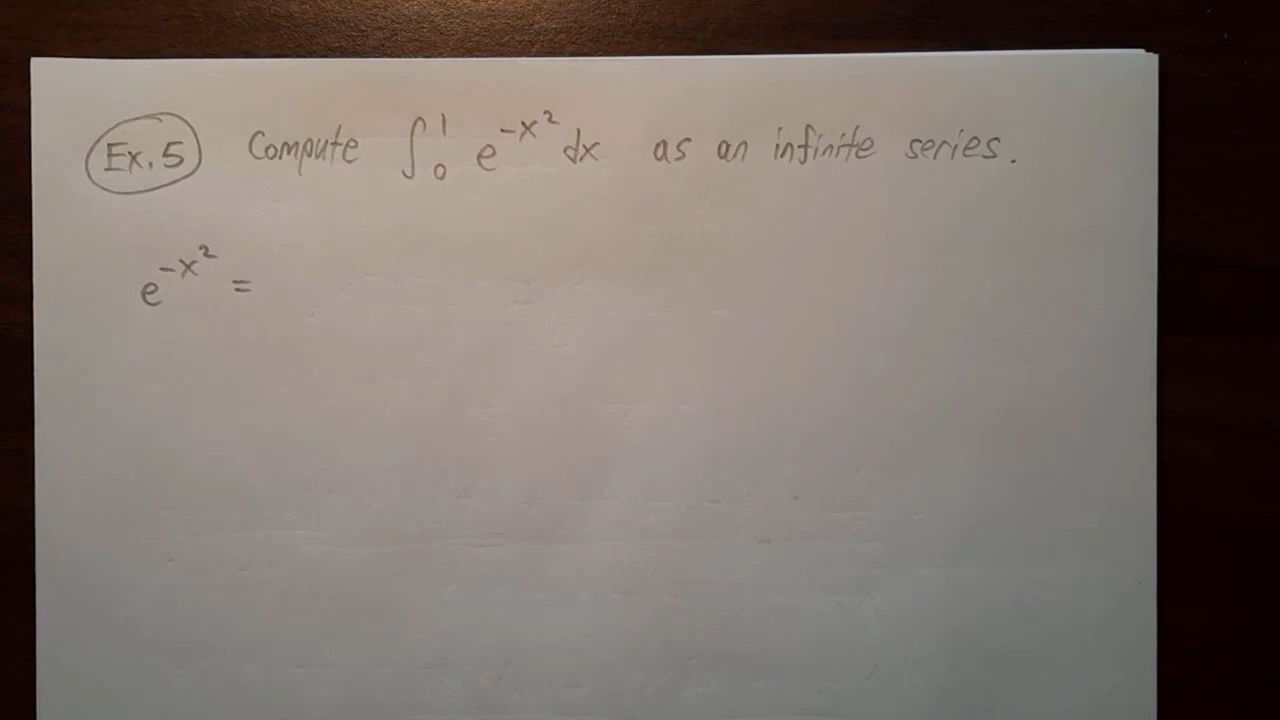 Ex. 5 Compute ∫₀¹ e^{-x²} dx as an infinite series.
e^{-x²} =